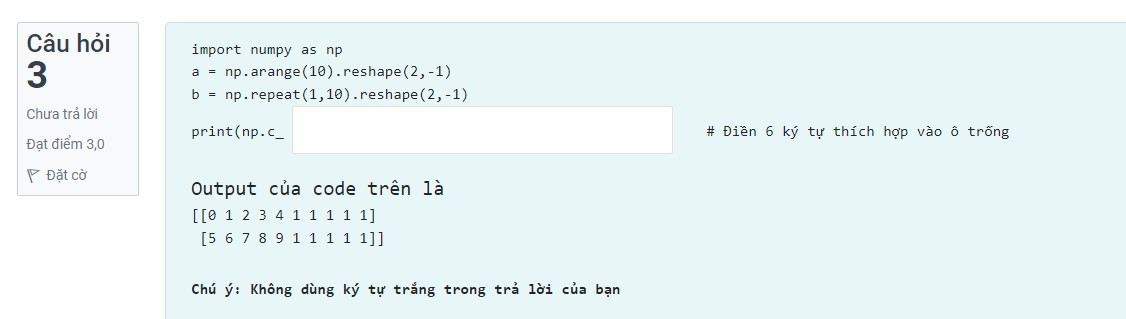 Câu hỏi
3
Chưa trả lời
Đạt điểm 3,0
Đặt cờ
import numpy as np
a = np.arange(10).reshape(2,-1)
b = np.repeat(1,10).reshape(2,-1)
print(np.c_ # Điền 6 ký tự thích hợp vào ô trống
Output của code trên là
[[0 1 2 3 4 1 1 1 1 1]
[5 6 7 8 9 1 1 1 1 1]]
Chú ý: Không dùng ký tự trắng trong trả lời của bạn